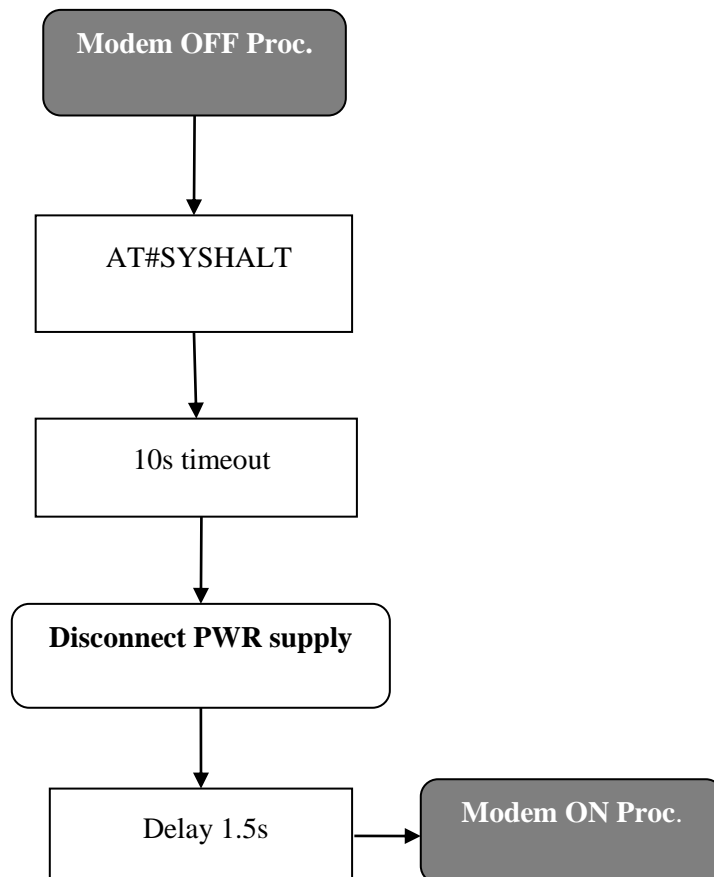 Modem OFF Proc.
AT#SYSHALT
10s timeout
Disconnect PWR supply
Delay 1.5s
Modem ON Proc.